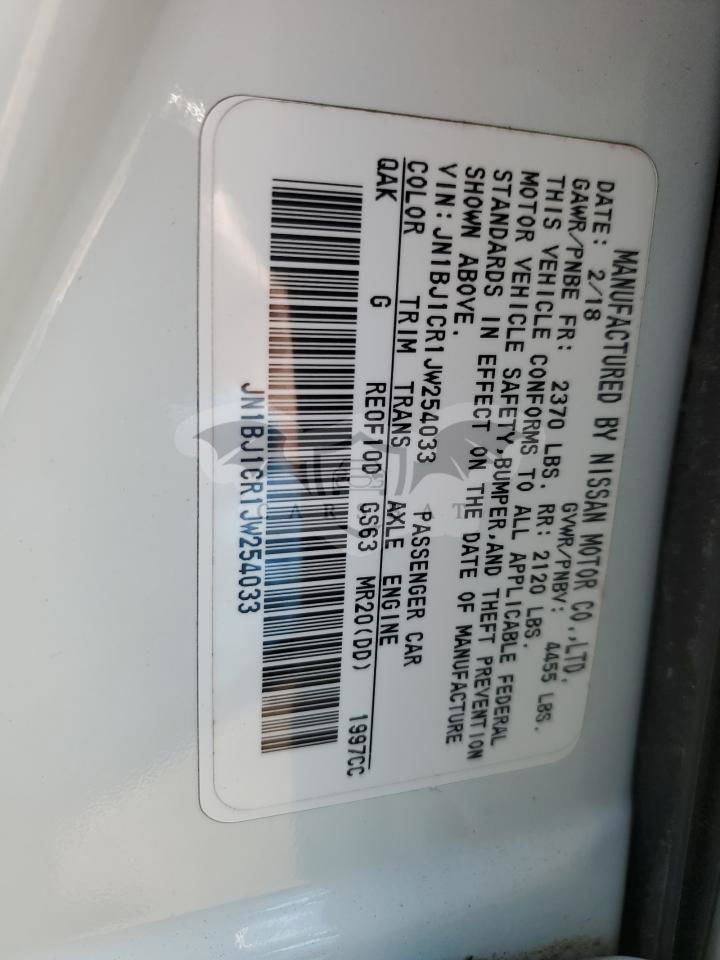 MANUFACTURED BY NISSAN MOTOR CO.,LTD.
DATE: 2/18 GVWR/PNBV: 4455 LBS.
GAWR/PNBE FR: 2370 LBS. RR: 2120 LBS.
THIS VEHICLE CONFORMS TO ALL APPLICABLE FEDERAL
MOTOR VEHICLE SAFETY,BUMPER,AND THEFT PREVENTION
STANDARDS IN EFFECT ON THE DATE OF MANUFACTURE
SHOWN ABOVE.
VIN:JN1BJ1CR1JW254033 PASSENGER CAR
COLOR TRIM TRANS AXLE ENGINE
QAK G RE0F10D GS63 MR20(DD) 1997CC
JN1BJ1CR1JW254033